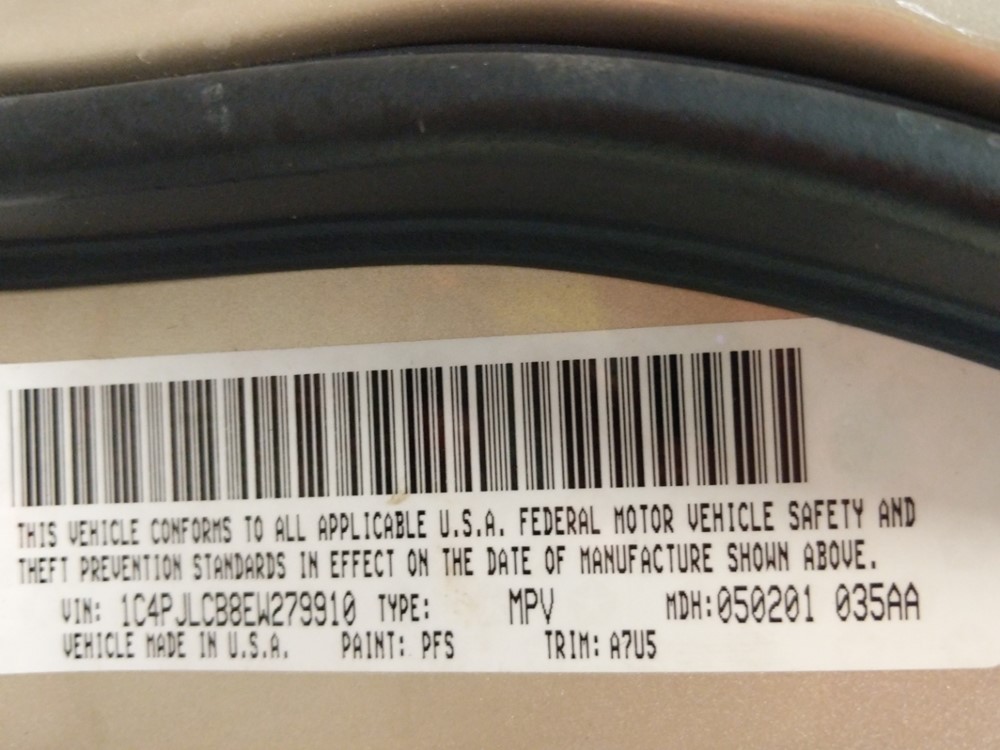 THIS VEHICLE CONFORMS TO ALL APPLICABLE U.S.A. FEDERAL MOTOR VEHICLE SAFETY AND
THEFT PREVENTION STANDARDS IN EFFECT ON THE DATE OF MANUFACTURE SHOWN ABOVE.
VIN: 1C4PJLCB8EW279910 TYPE: MPV MDH:050201 035AA
VEHICLE MADE IN U.S.A. PAINT: PFS TRIM: A7U5